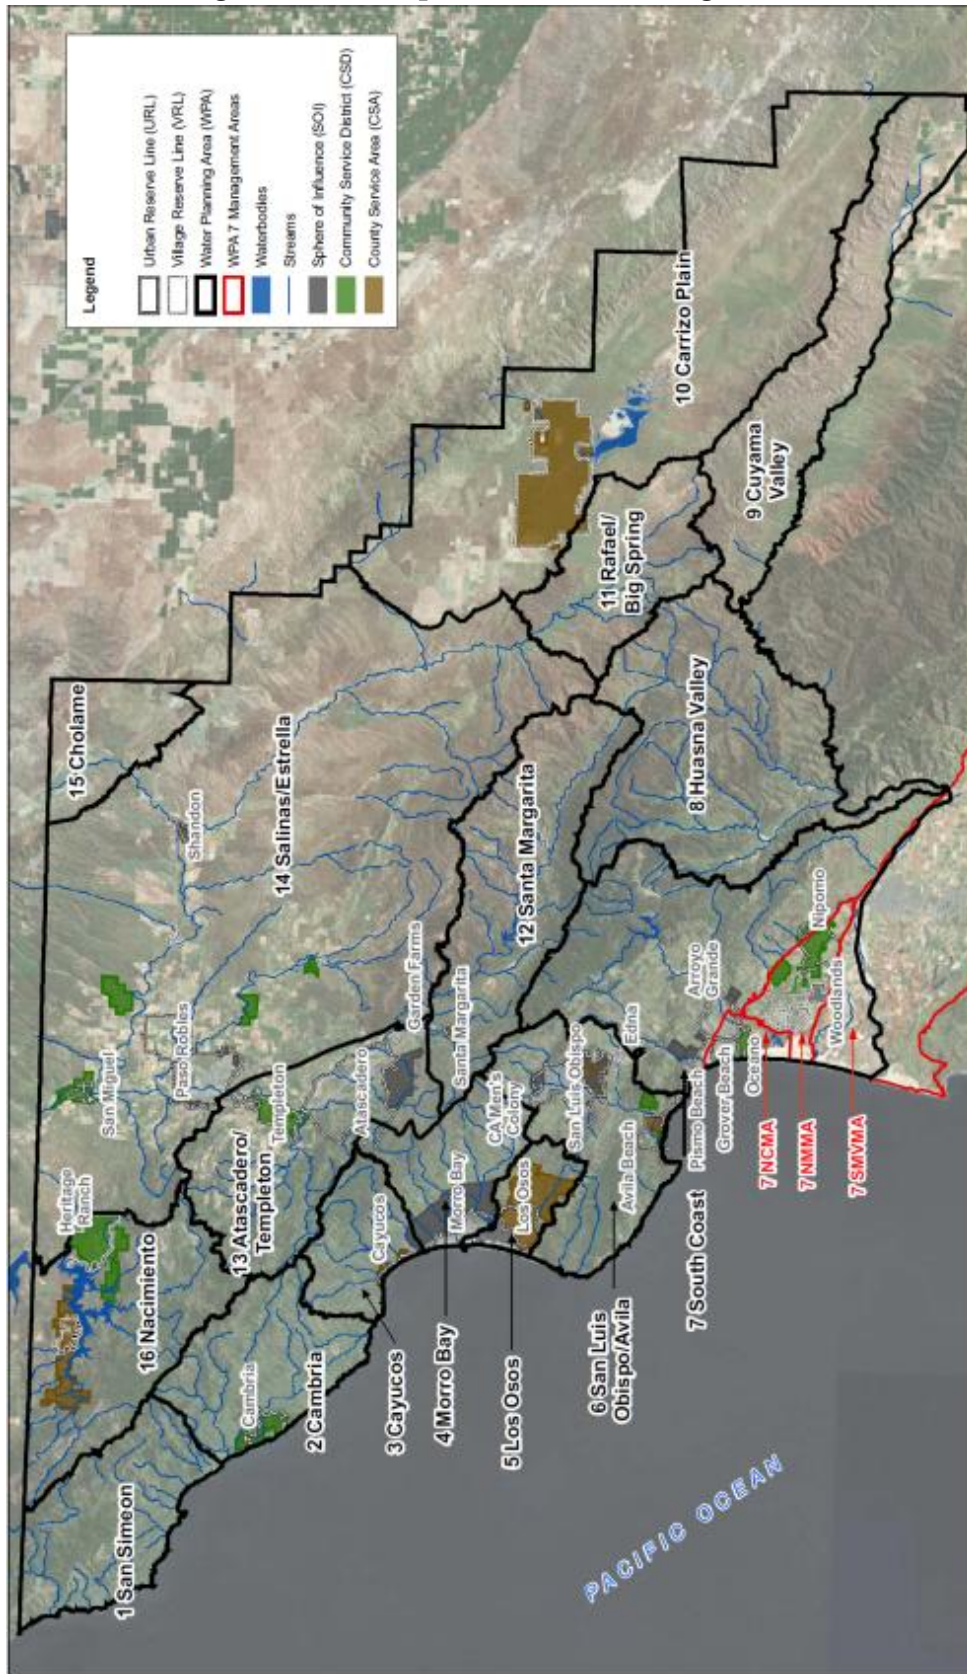 Legend
Urban Reserve Line (URL)
Village Reserve Line (VRL)
Water Planning Area (WPA)
WPA 7 Management Areas
Waterbodies
Streams
Sphere of Influence (SOI)
Community Service District (CSD)
County Service Area (CSA)
1 San Simeon
16 Nacimiento
Heritage
Ranch
San Miguel
15 Cholame
Shandon
Paso Robles
14 Salinas/Estrella
13 Atascadero/
Templeton
Templeton
Cambria
2 Cambria
Atascadero
Garden Farms
Cayucos
3 Cayucos
Santa Margarita
12 Santa Margarita
Morro Bay
4 Morro Bay
CA Men's
Colony
Los Osos
5 Los Osos
San Luis Obispo
6 San Luis
Obispo/Avila
Edna
Avila Beach
11 Rafael/
Big Spring
10 Carrizo Plain
8 Huasna Valley
9 Cuyama
Valley
7 South Coast
Pismo Beach
Arroyo
Grande
Grover Beach
Oceano
Nipomo
Woodlands
7 NCMA
7 NMMA
7 SMVMA
PACIFIC OCEAN